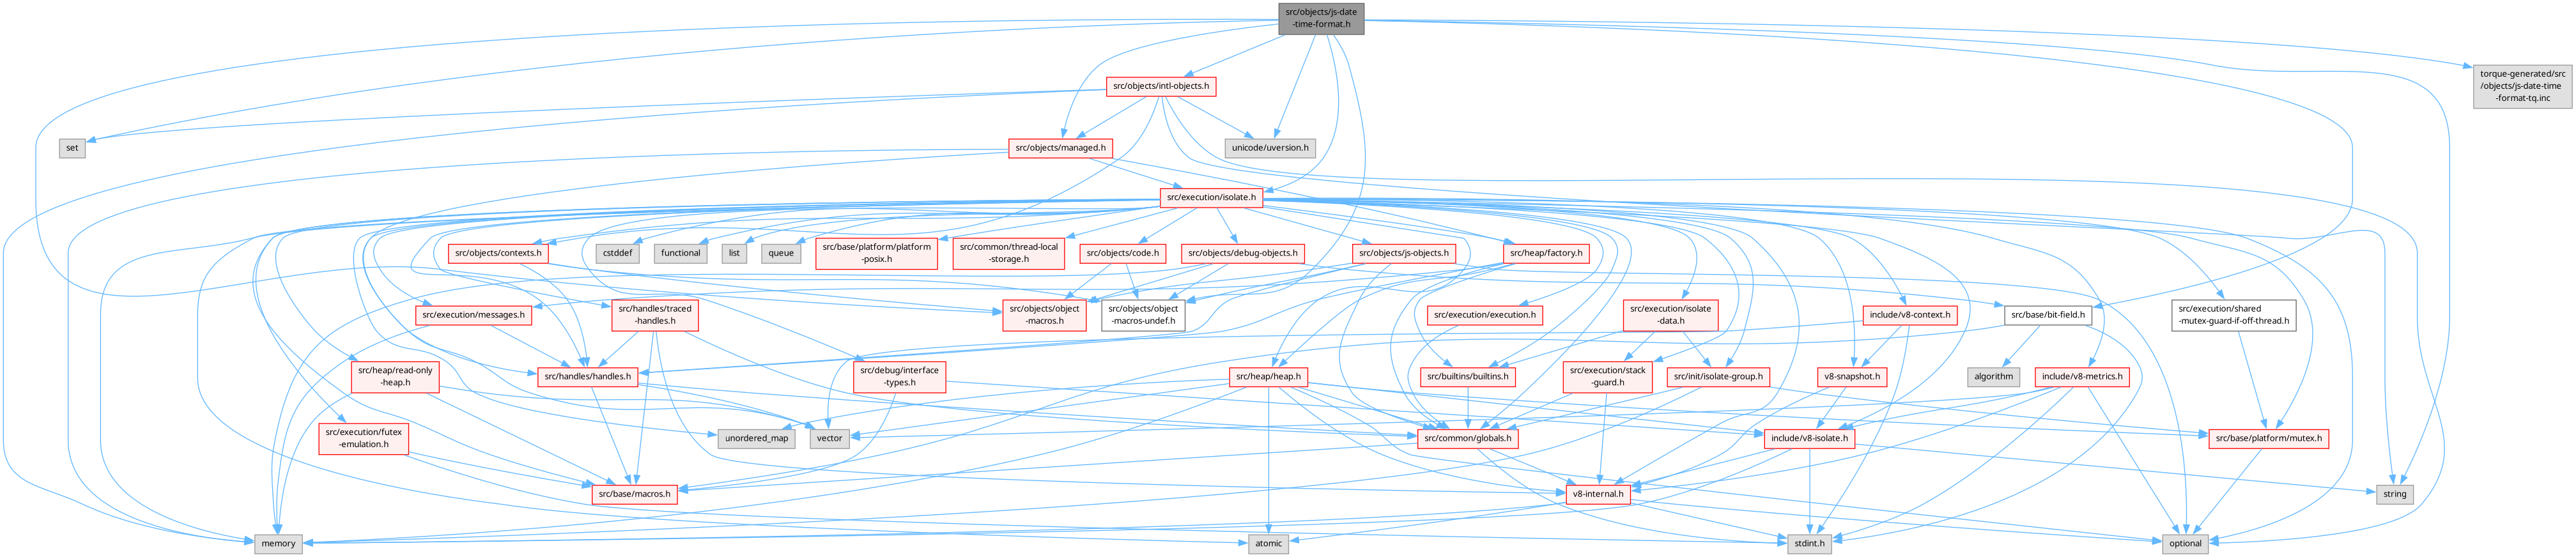 src/objects/js-date
-time-format.h
torque-generated/src
/objects/js-date-time
-format-tq.inc
src/objects/intl-objects.h
set
src/objects/managed.h
unicode/uversion.h
src/execution/isolate.h
src/objects/contexts.h
cstddef
functional
list
queue
src/base/platform/platform
-posix.h
src/common/thread-local
-storage.h
src/objects/code.h
src/objects/debug-objects.h
src/objects/js-objects.h
src/heap/factory.h
src/execution/messages.h
src/handles/traced
-handles.h
src/objects/object
-macros.h
src/objects/object
-macros-undef.h
src/execution/execution.h
src/execution/isolate
-data.h
include/v8-context.h
src/base/bit-field.h
src/execution/shared
-mutex-guard-if-off-thread.h
src/heap/read-only
-heap.h
src/handles/handles.h
src/debug/interface
-types.h
src/heap/heap.h
src/builtins/builtins.h
src/execution/stack
-guard.h
src/init/isolate-group.h
v8-snapshot.h
algorithm
include/v8-metrics.h
src/execution/futex
-emulation.h
unordered_map
vector
src/common/globals.h
include/v8-isolate.h
src/base/platform/mutex.h
src/base/macros.h
v8-internal.h
string
memory
atomic
stdint.h
optional